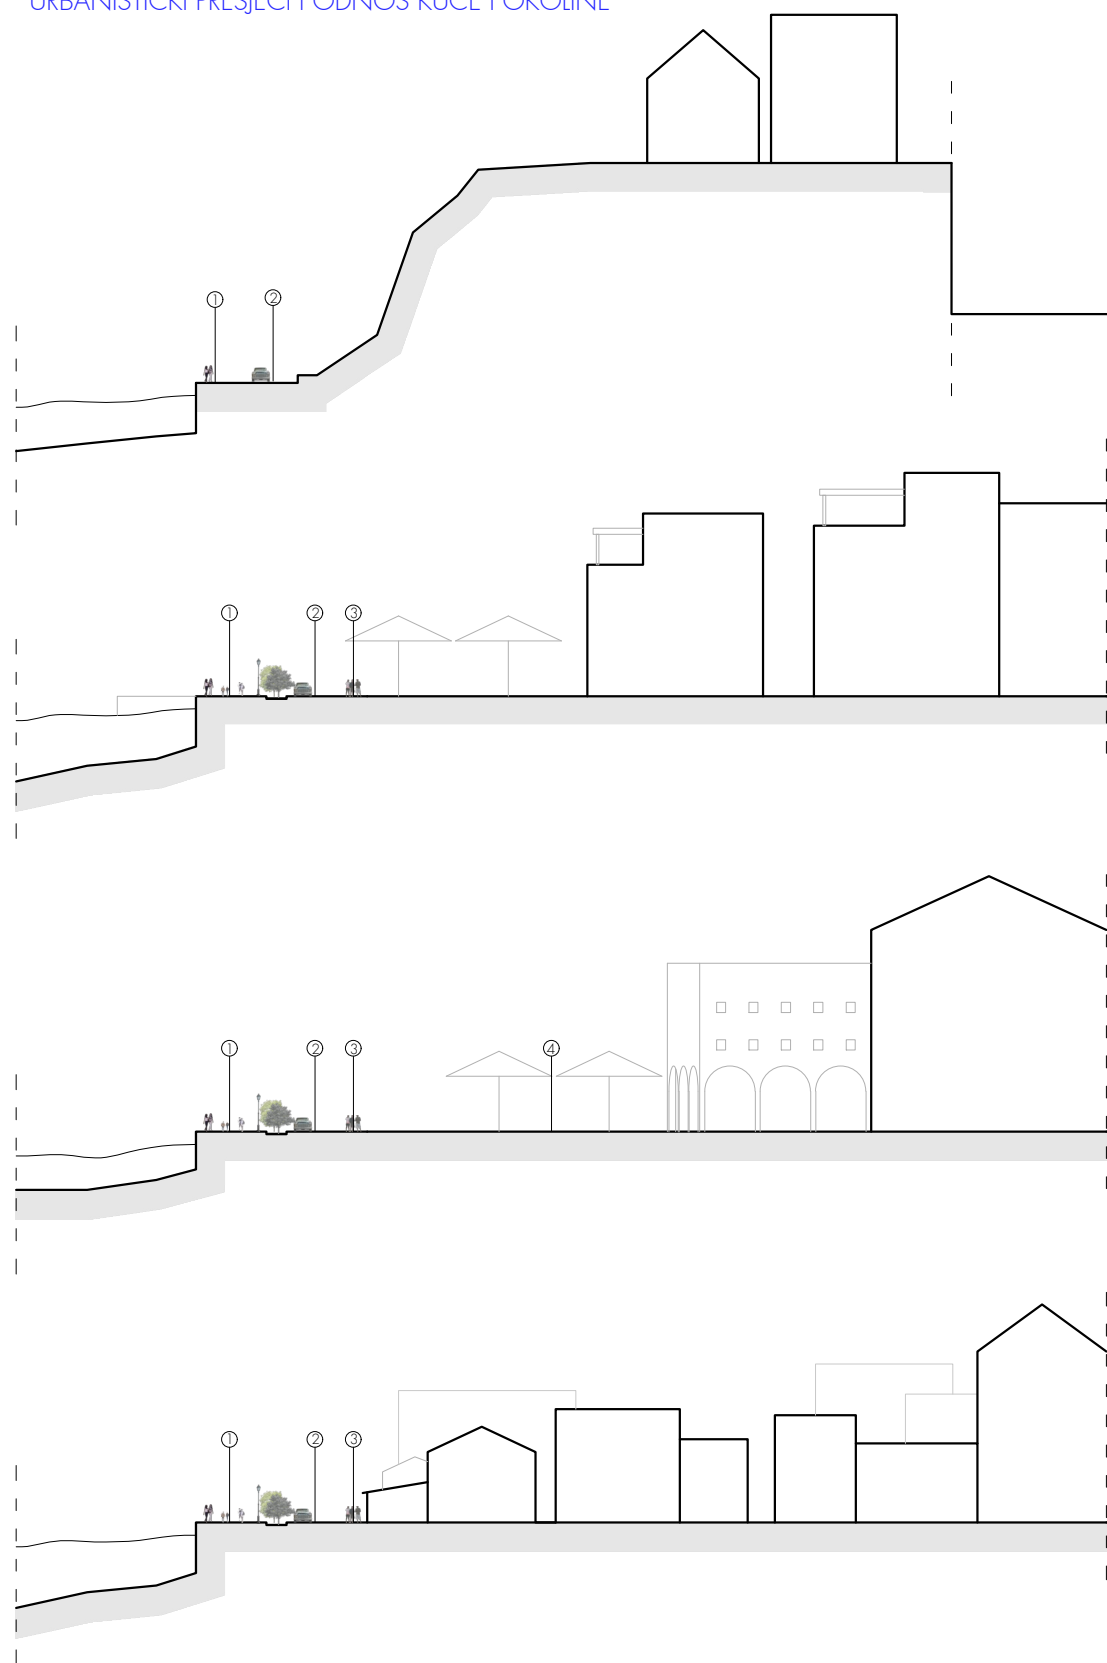 URBANISTIČKI PRESJECI I ODNOS KUĆE I OKOLINE
1 2
1 2 3
1 2 3 4
1 2 3